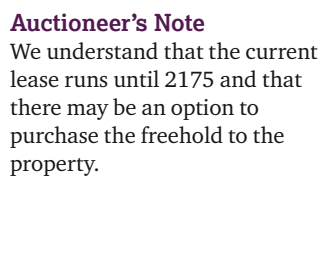 Auctioneer's Note
We understand that the current
lease runs until 2175 and that
there may be an option to
purchase the freehold to the
property.